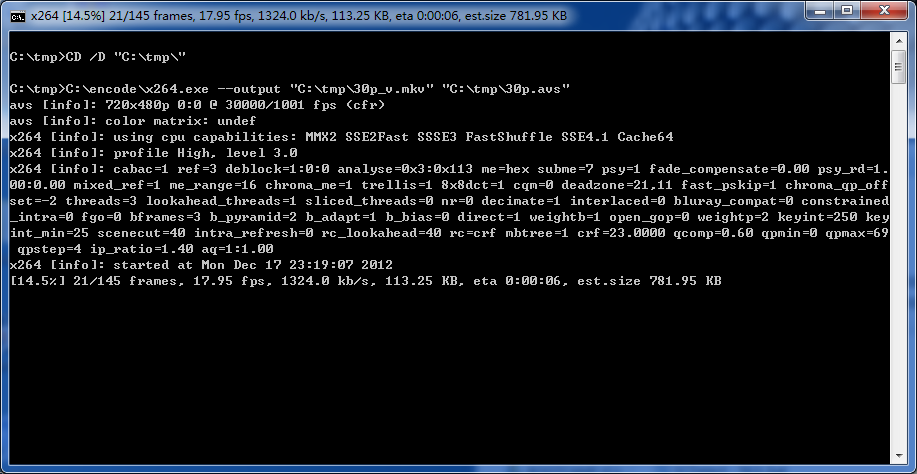 x264 [14.5%] 21/145 frames, 17.95 fps, 1324.0 kb/s, 113.25 KB, eta 0:00:06, est.size 781.95 KB
C:\tmp>CD /D "C:\tmp\"
C:\tmp>C:\encode\x264.exe --output "C:\tmp\30p_v.mkv" "C:\tmp\30p.avs"
avs [info]: 720x480p 0:0 @ 30000/1001 fps (cfr)
avs [info]: color matrix: undef
x264 [info]: using cpu capabilities: MMX2 SSE2Fast SSSE3 FastShuffle SSE4.1 Cache64
x264 [info]: profile High, level 3.0
x264 [info]: cabac=1 ref=3 deblock=1:0:0 analyse=0x3:0x113 me=hex subme=7 psy=1 fade_compensate=0.00 psy_rd=1.
00:0.00 mixed_ref=1 me_range=16 chroma_me=1 trellis=1 8x8dct=1 cqm=0 deadzone=21,11 fast_pskip=1 chroma_qp_off
set=-2 threads=3 lookahead_threads=1 sliced_threads=0 nr=0 decimate=1 interlaced=0 bluray_compat=0 constrained
_intra=0 fgo=0 bframes=3 b_pyramid=2 b_adapt=1 b_bias=0 direct=1 weightb=1 open_gop=0 weightp=2 keyint=250 key
int_min=25 scenecut=40 intra_refresh=0 rc_lookahead=40 rc=crf mbtree=1 crf=23.0000 qcomp=0.60 qpmin=0 qpmax=69
 qpstep=4 ip_ratio=1.40 aq=1:1.00
x264 [info]: started at Mon Dec 17 23:19:07 2012
[14.5%] 21/145 frames, 17.95 fps, 1324.0 kb/s, 113.25 KB, eta 0:00:06, est.size 781.95 KB